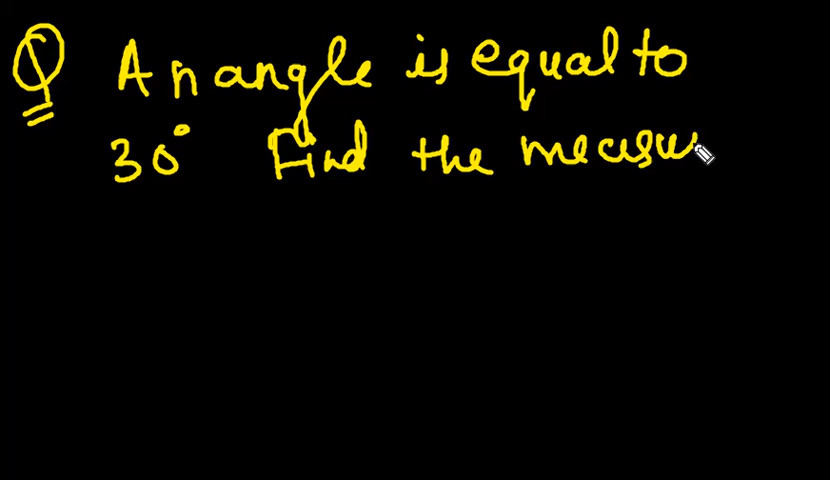 Q An angle is equal to
30° Find the measu